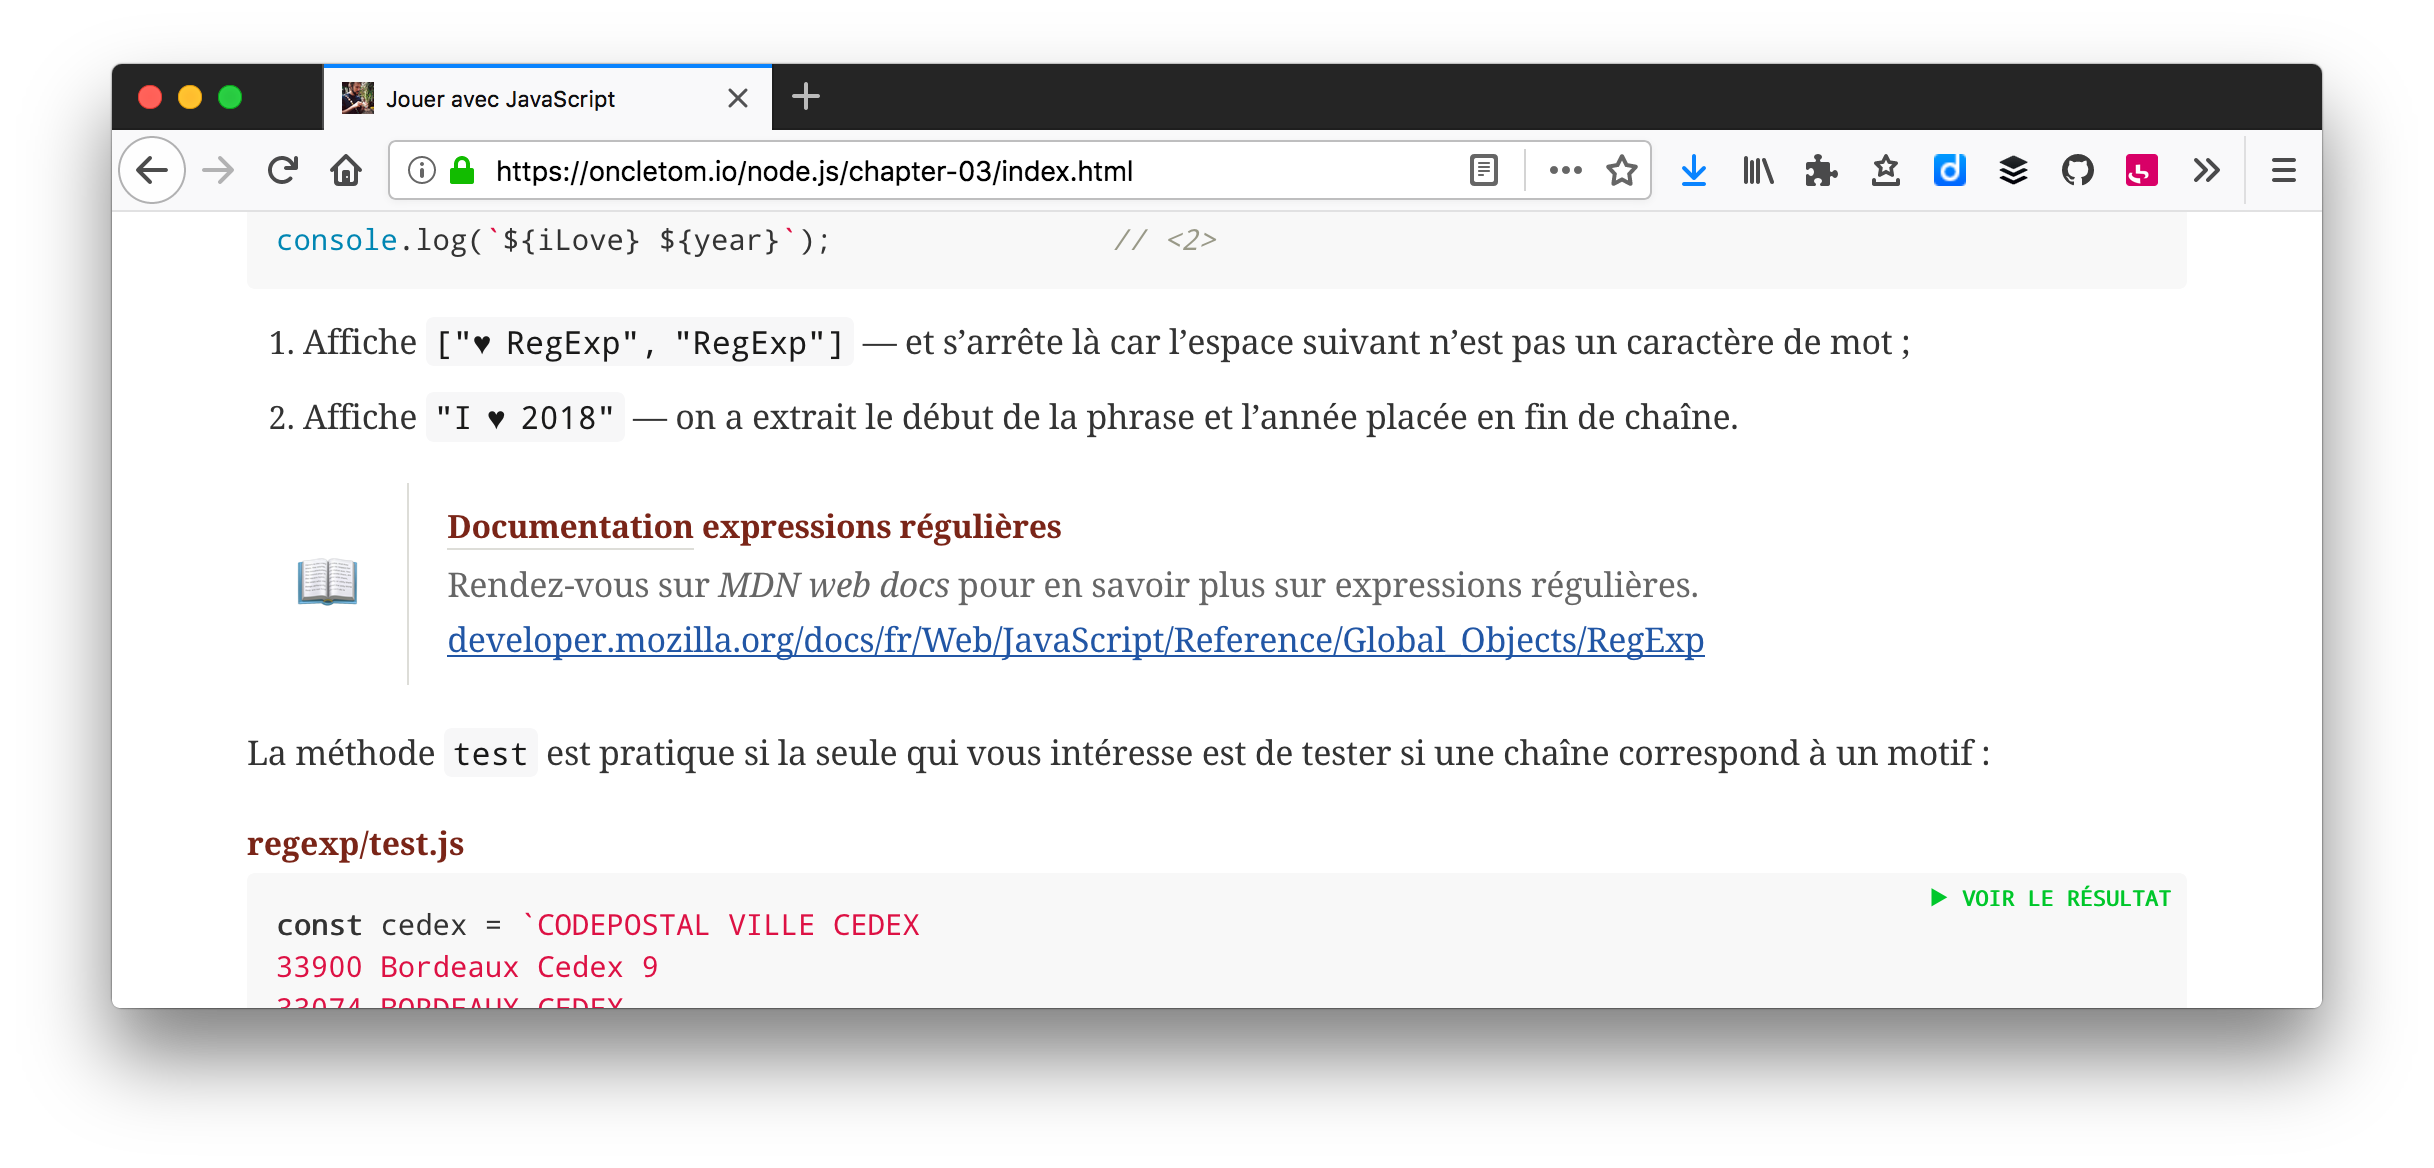 Jouer avec JavaScript
https://oncletom.io/node.js/chapter-03/index.html
console.log(`${iLove} ${year}`); // <2>
1. Affiche ["♥ RegExp", "RegExp"] — et s’arrête là car l’espace suivant n’est pas un caractère de mot ;
2. Affiche "I ♥ 2018" — on a extrait le début de la phrase et l’année placée en fin de chaîne.
Documentation expressions régulières
Rendez-vous sur MDN web docs pour en savoir plus sur expressions régulières.
developer.mozilla.org/docs/fr/Web/JavaScript/Reference/Global_Objects/RegExp
La méthode test est pratique si la seule qui vous intéresse est de tester si une chaîne correspond à un motif :
regexp/test.js
▶ VOIR LE RÉSULTAT
const cedex = `CODEPOSTAL VILLE CEDEX
33900 Bordeaux Cedex 9
33074 BORDEAUX CEDEX